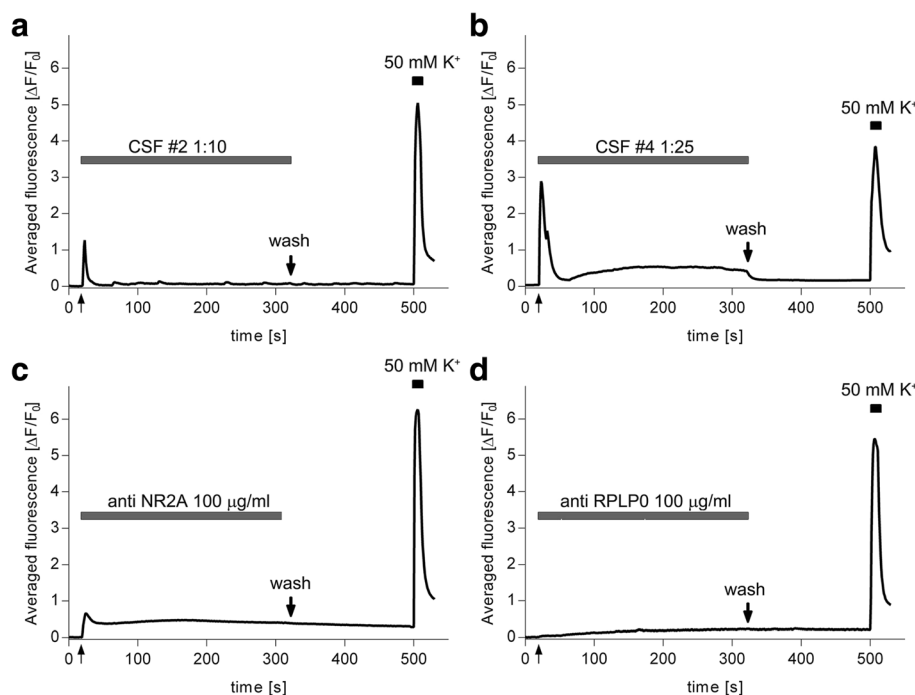 a
Averaged fluorescence [ΔF/F₀]
6
5
4
3
2
1
0
50 mM K⁺
CSF #2 1:10
wash
0 100 200 300 400 500
time [s]
b
Averaged fluorescence [ΔF/F₀]
6
5
4
3
2
1
0
50 mM K⁺
CSF #4 1:25
wash
0 100 200 300 400 500
time [s]
c
Averaged fluorescence [ΔF/F₀]
6
5
4
3
2
1
0
50 mM K⁺
anti NR2A 100 µg/ml
wash
0 100 200 300 400 500
time [s]
d
Averaged fluorescence [ΔF/F₀]
6
5
4
3
2
1
0
50 mM K⁺
anti RPLP0 100 µg/ml
wash
0 100 200 300 400 500
time [s]